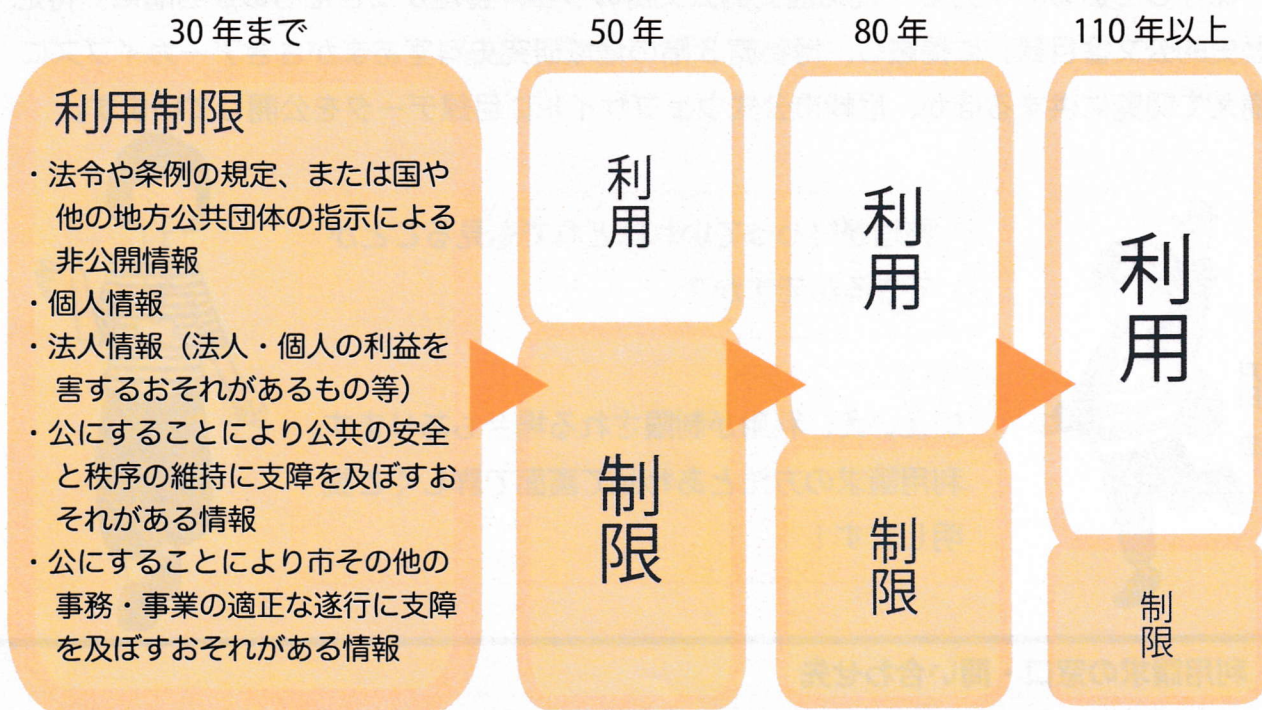 30 年まで
50 年
80 年
110 年以上
利用制限
・法令や条例の規定、または国や
他の地方公共団体の指示による
非公開情報
・個人情報
・法人情報（法人・個人の利益を
害するおそれがあるもの等）
・公にすることにより公共の安全
と秩序の維持に支障を及ぼすお
それがある情報
・公にすることにより市その他の
事務・事業の適正な遂行に支障
を及ぼすおそれがある情報
利用
制限
利用
制限
利用
制限